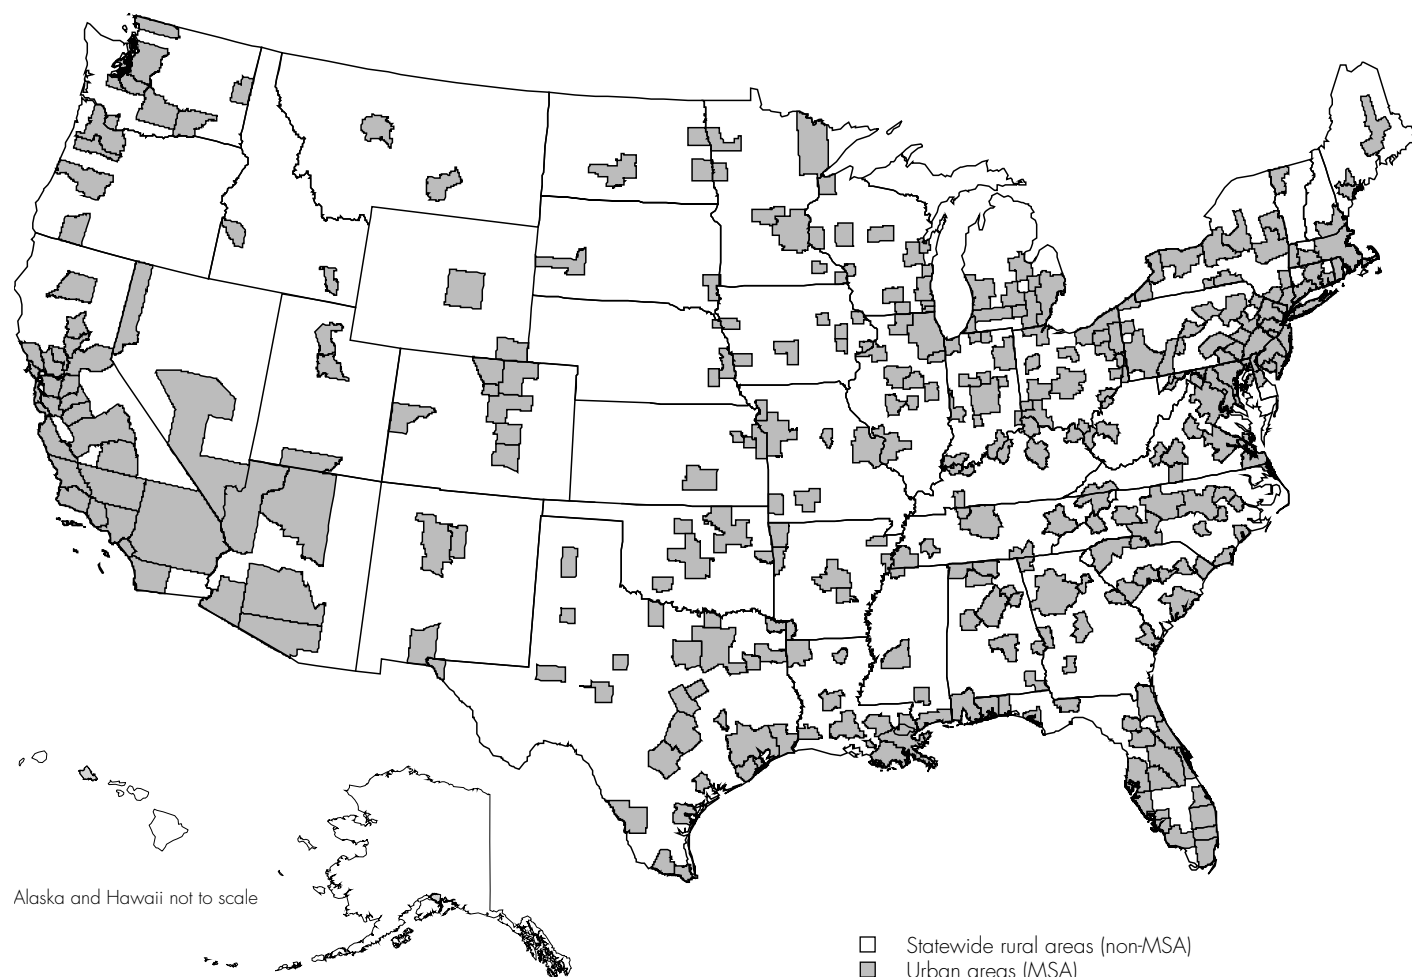 Alaska and Hawaii not to scale
Statewide rural areas (non-MSA)
Urban areas (MSA)